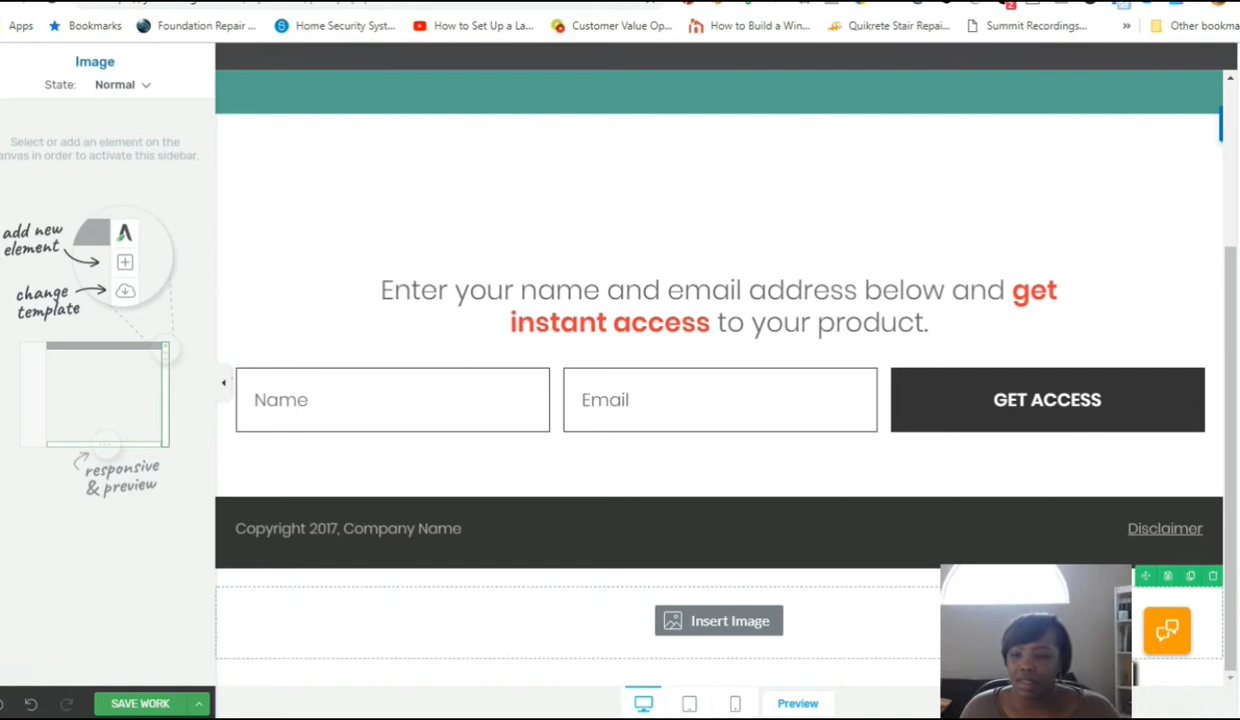 Apps
Bookmarks
Foundation Repair ...
Home Security Syst...
How to Set Up a La...
Customer Value Op...
How to Build a Win...
Quikrete Stair Repai...
Summit Recordings...
»
Other bookma
2
Image
State: Normal
Select or add an element on the
anvas in order to activate this sidebar.
add new
element
change
template
responsive
& preview
Enter your name and email address below and get
instant access to your product.
Name
Email
GET ACCESS
Copyright 2017, Company Name
Disclaimer
Insert Image
SAVE WORK
Preview